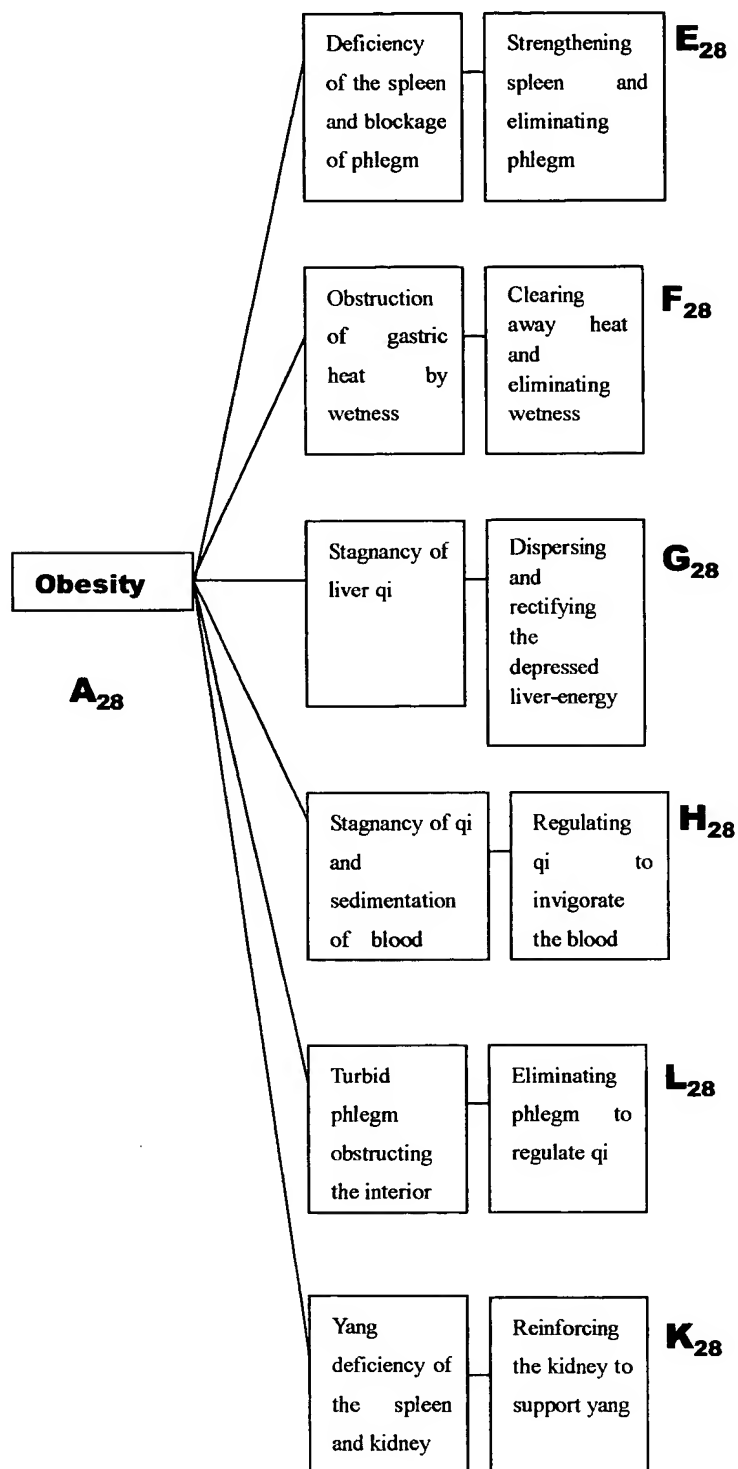 Deficiency
of the spleen
and blockage
of phlegm
Strengthening
spleen and
eliminating
phlegm
E28
Obstruction
of gastric
heat by
wetness
Clearing
away heat
and
eliminating
wetness
F28
Obesity
A28
Stagnancy of
liver qi
Dispersing
and
rectifying
the
depressed
liver-energy
G28
Stagnancy of qi
and
sedimentation
of blood
Regulating
qi to
invigorate
the blood
H28
Turbid
phlegm
obstructing
the interior
Eliminating
phlegm to
regulate qi
L28
Yang
deficiency of
the spleen
and kidney
Reinforcing
the kidney to
support yang
K28